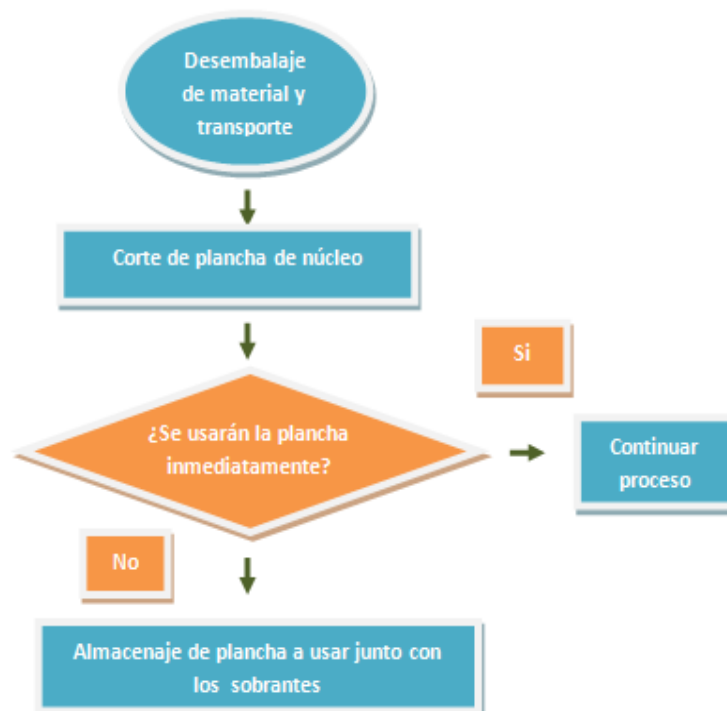 Desembalaje
de material y
transporte
Corte de plancha de núcleo
Si
¿Se usarán la plancha
inmediatamente?
Continuar
proceso
No
Almacenaje de plancha a usar junto con
los sobrantes